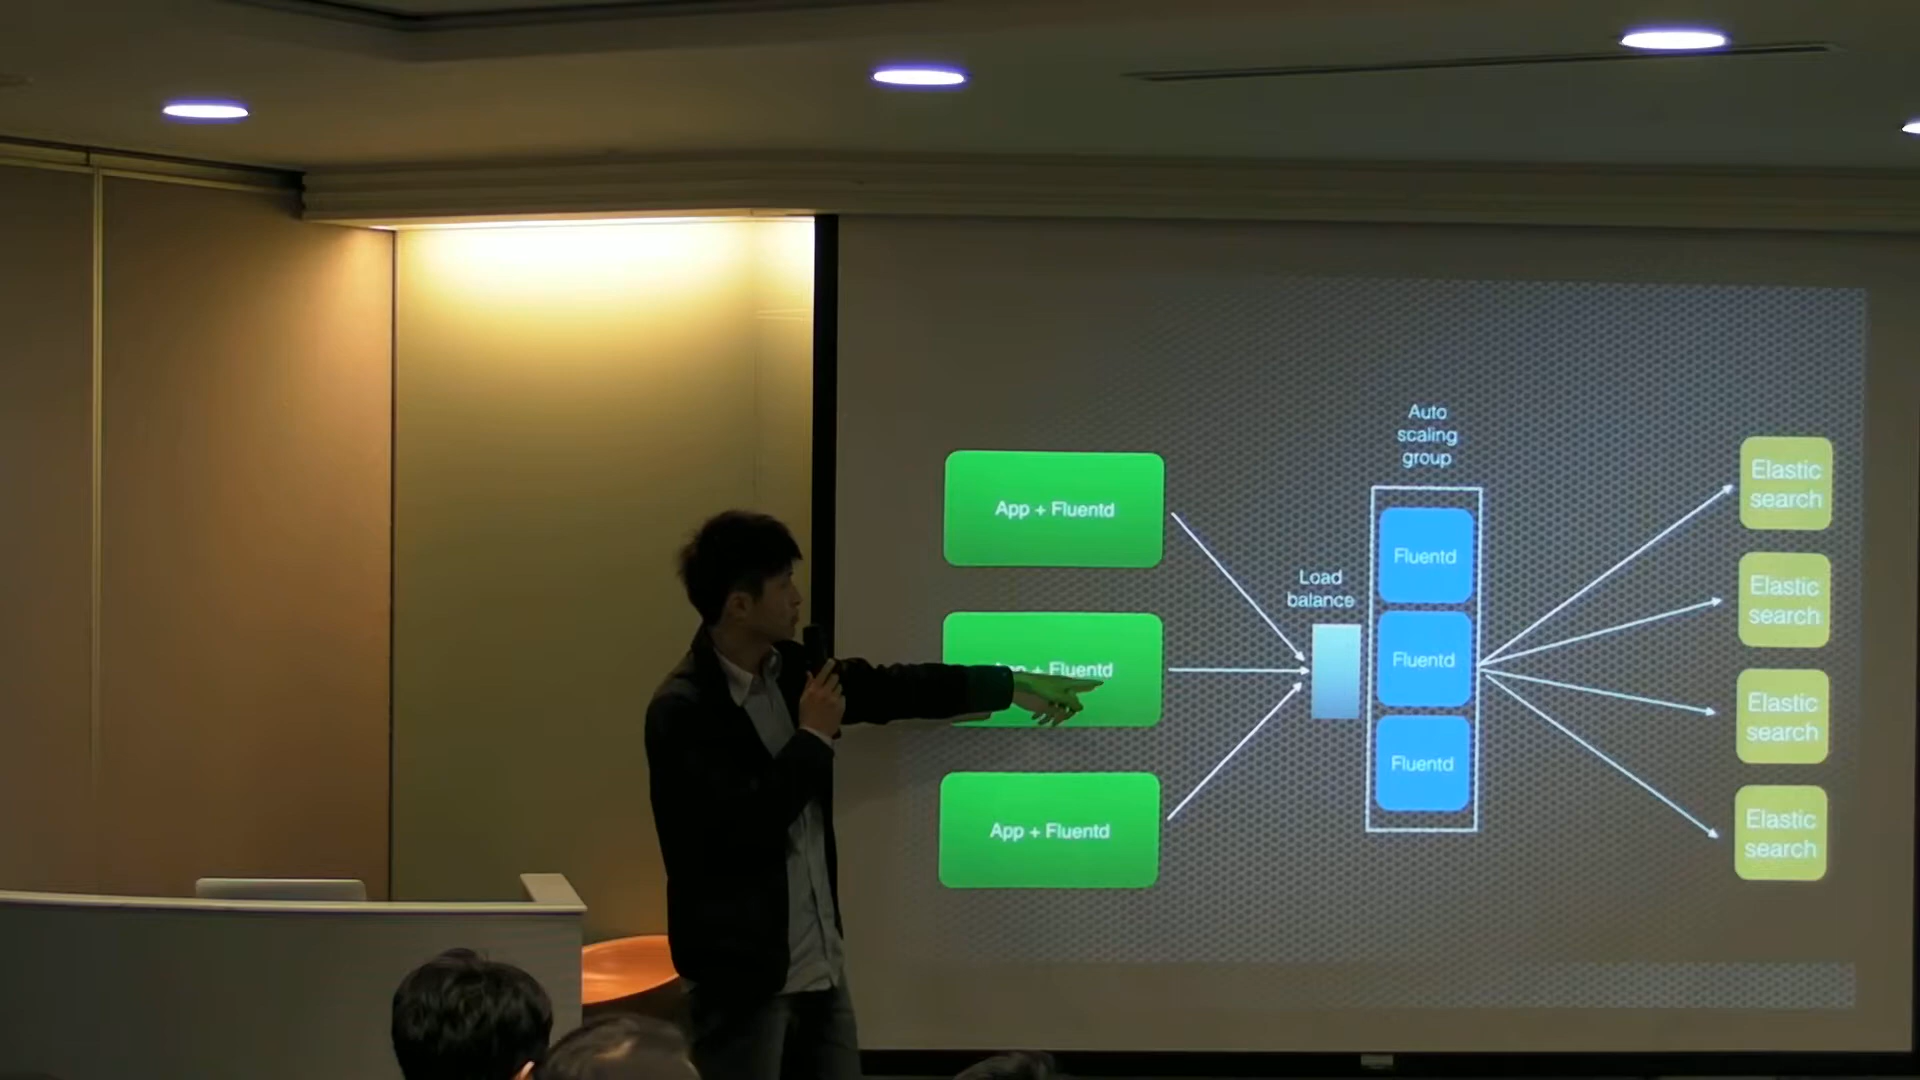 Auto
scaling
group
App + Fluentd
Load
balance
App + Fluentd
App + Fluentd
Fluentd
Fluentd
Fluentd
Elastic
search
Elastic
search
Elastic
search
Elastic
search